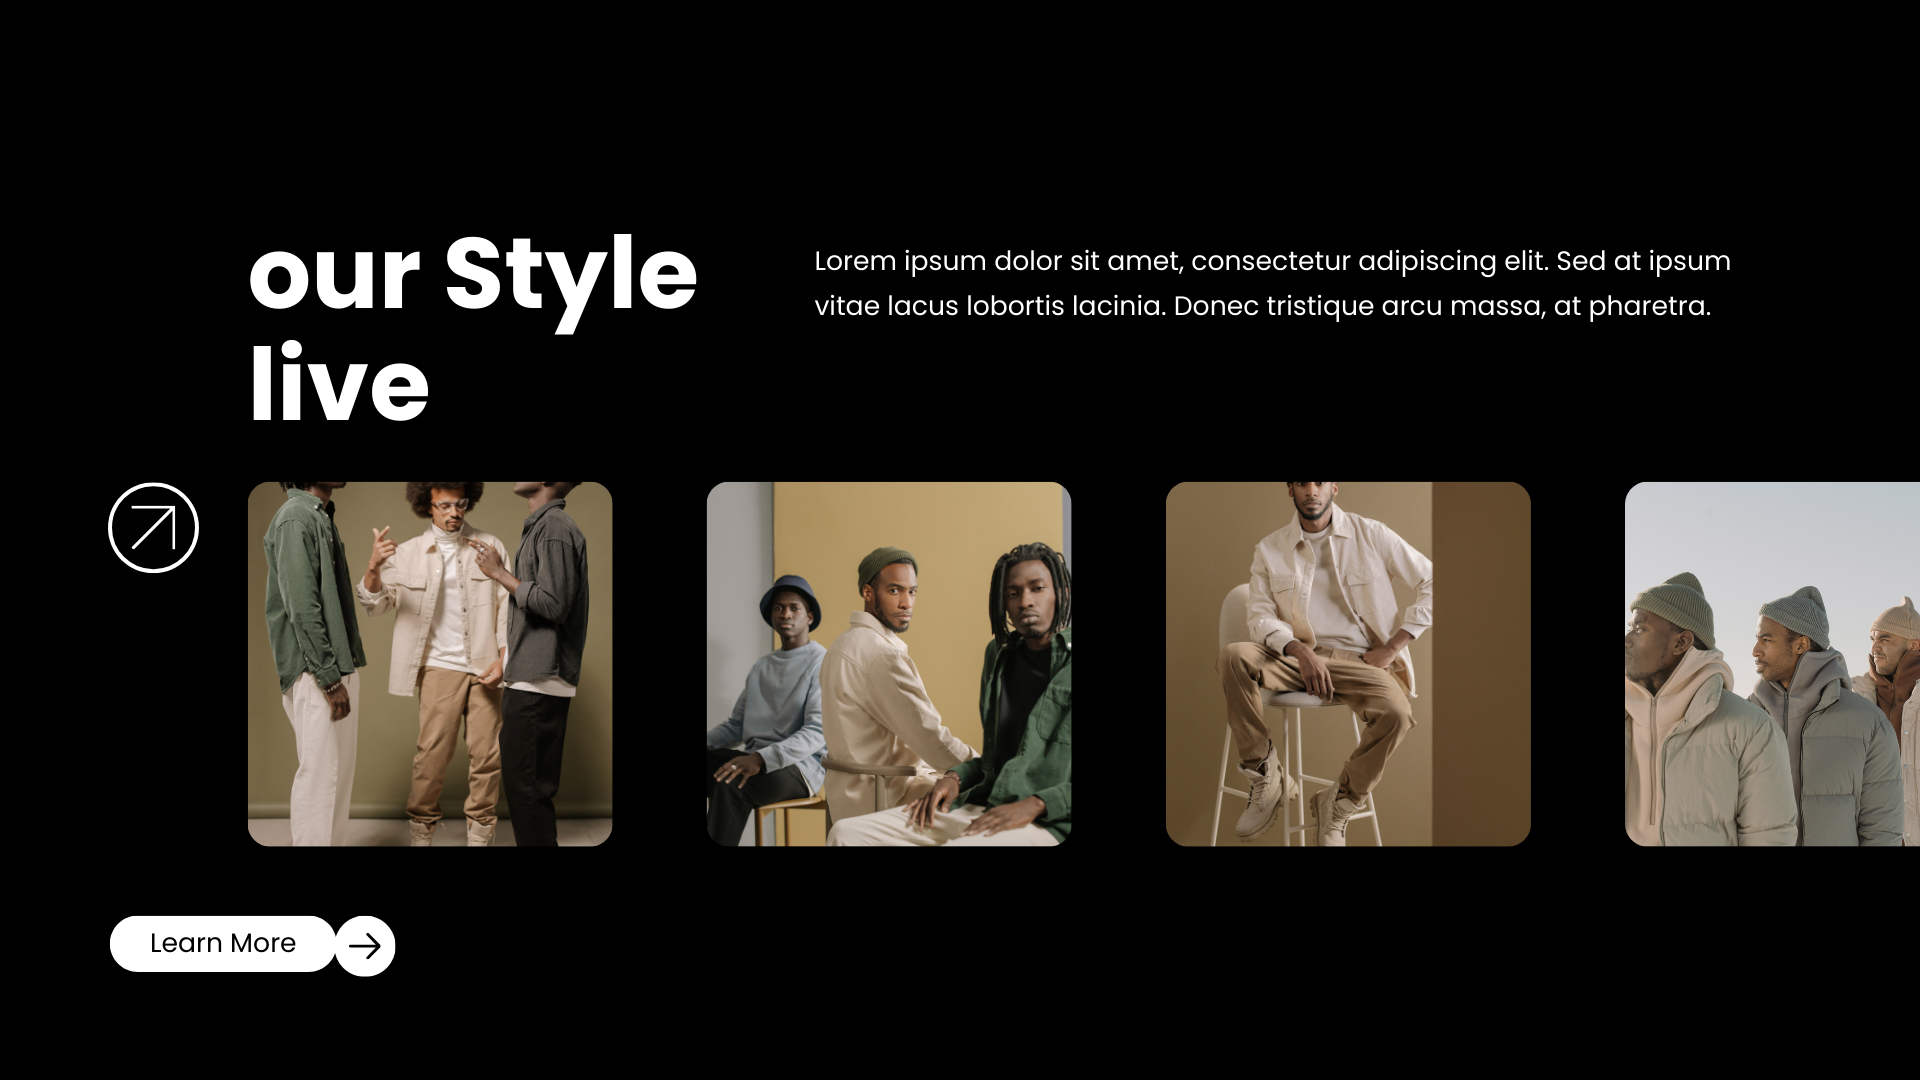 our Style
live
Lorem ipsum dolor sit amet, consectetur adipiscing elit. Sed at ipsum
vitae lacus lobortis lacinia. Donec tristique arcu massa, at pharetra.
Learn More